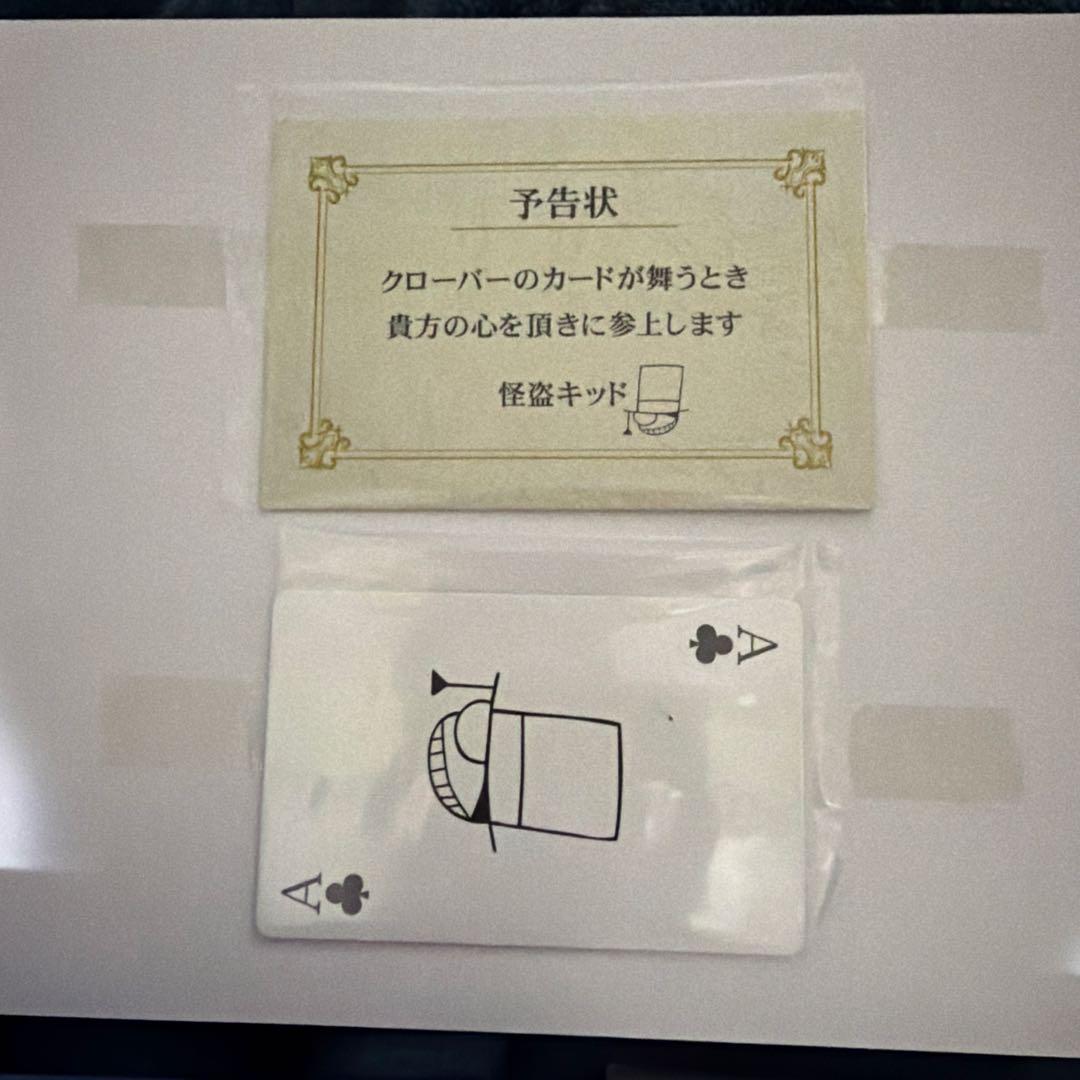 予告状
クローバーのカードが舞うとき
貴方の心を頂きに参上します
怪盗キッド
A
A